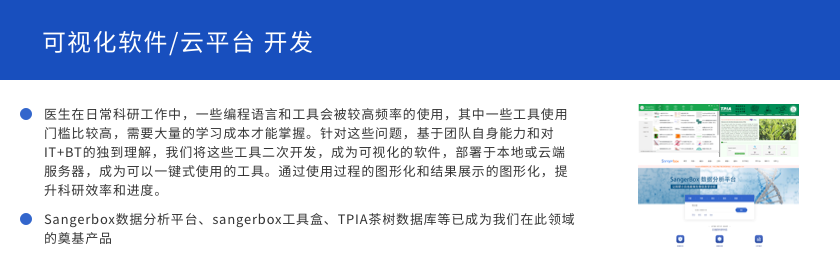 可视化软件/云平台 开发
医生在日常科研工作中，一些编程语言和工具会被较高频率的使用，其中一些工具使用
门槛比较高，需要大量的学习成本才能掌握。针对这些问题，基于团队自身能力和对
IT+BT的独到理解，我们将这些工具二次开发，成为可视化的软件，部署于本地或云端
服务器，成为可以一键式使用的工具。通过使用过程的图形化和结果展示的图形化，提
升科研效率和进度。
Sangerbox数据分析平台、sangerbox工具盒、TPIA茶树数据库等已成为我们在此领域
的奠基产品
TPIA
SangerBox
SangerBox 数据分析平台